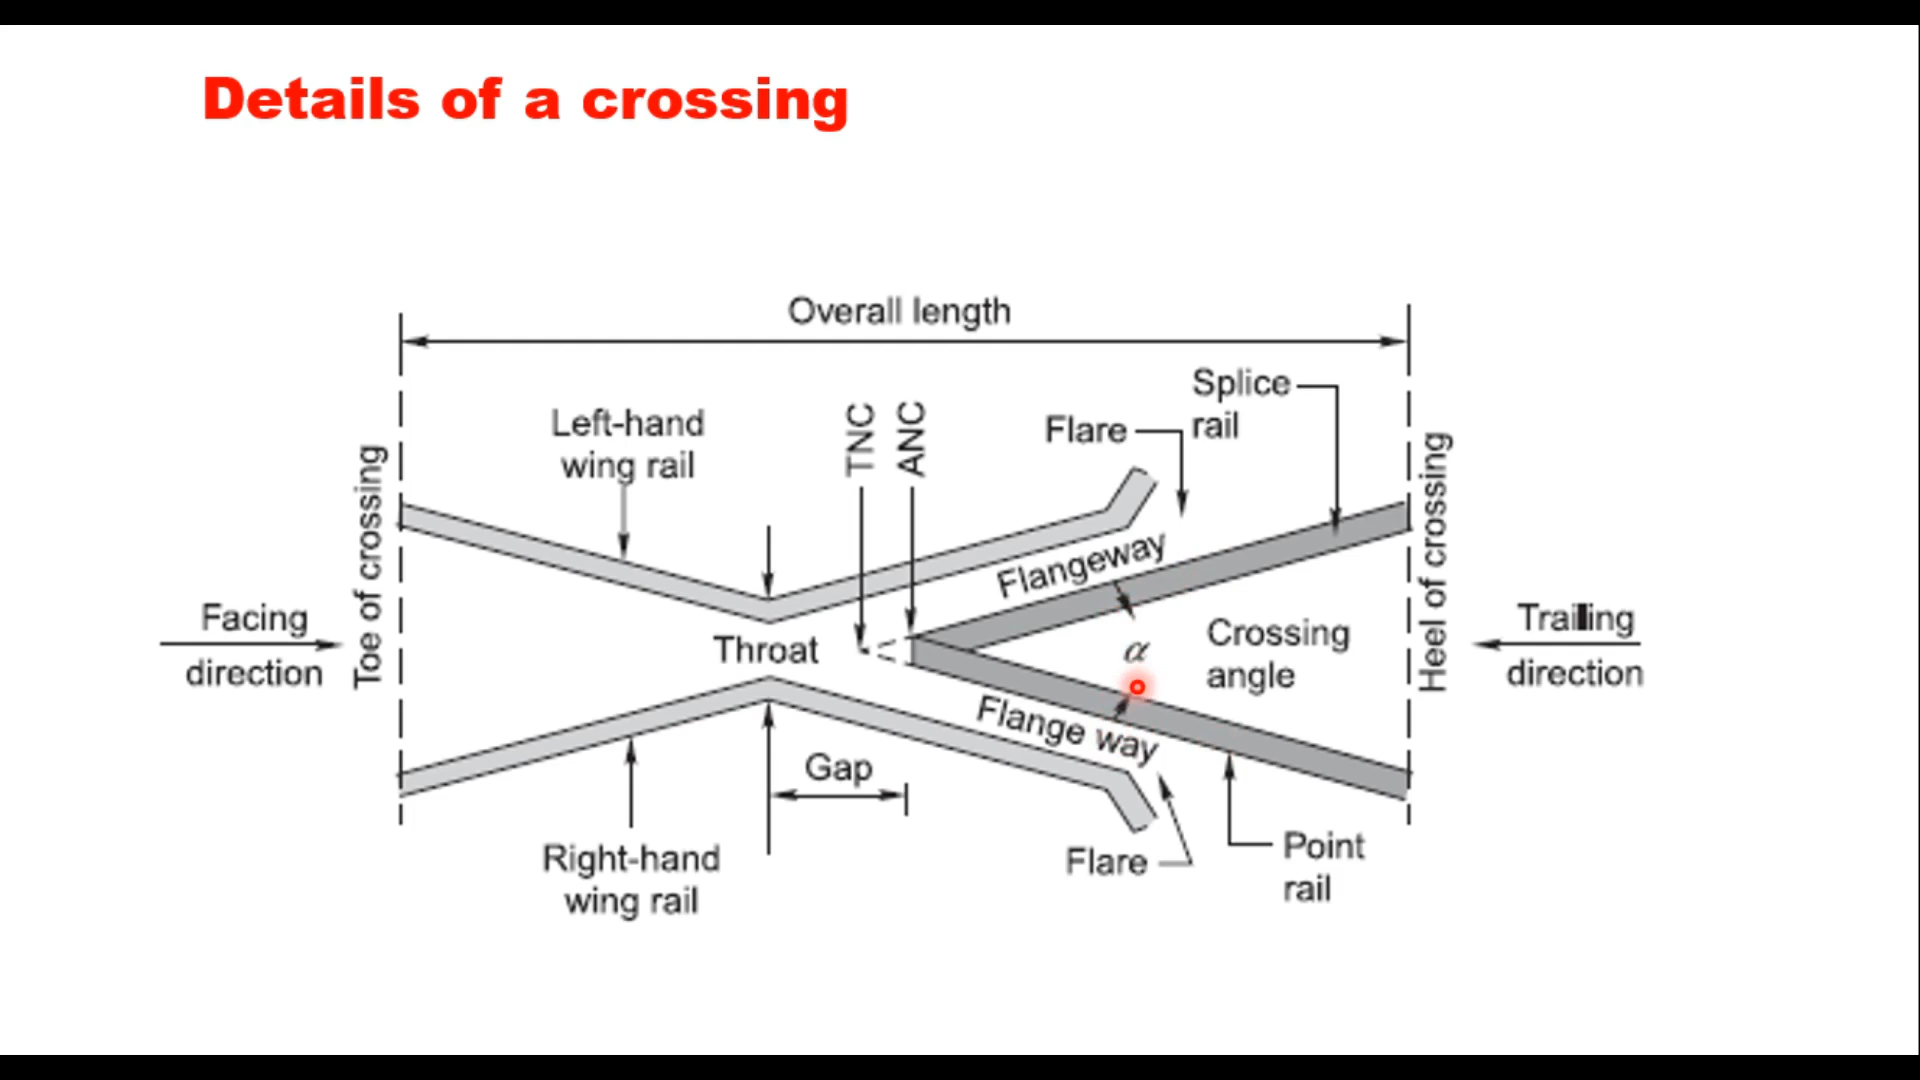 Details of a crossing
Overall length
Splice
rail
Flare
Left-hand
wing rail
TNC
ANC
Toe of crossing
Heel of crossing
Flangeway
Facing
direction
Throat
α
Crossing
angle
Trailing
direction
Flange way
Gap
Right-hand
wing rail
Flare
Point
rail